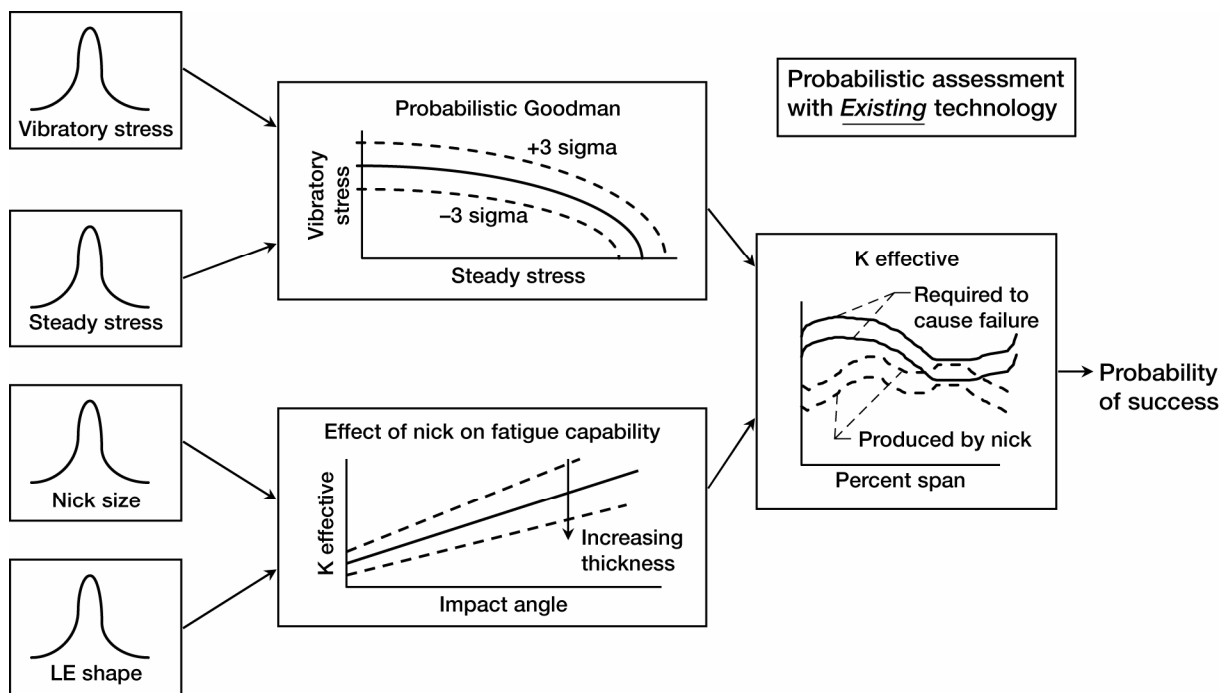 Vibratory stress
Steady stress
Nick size
LE shape
Probabilistic Goodman
Vibratory
stress
+3 sigma
–3 sigma
Steady stress
Effect of nick on fatigue capability
K effective
Increasing
thickness
Impact angle
Probabilistic assessment
with Existing technology
K effective
Required to
cause failure
Produced by nick
Percent span
Probability
of success